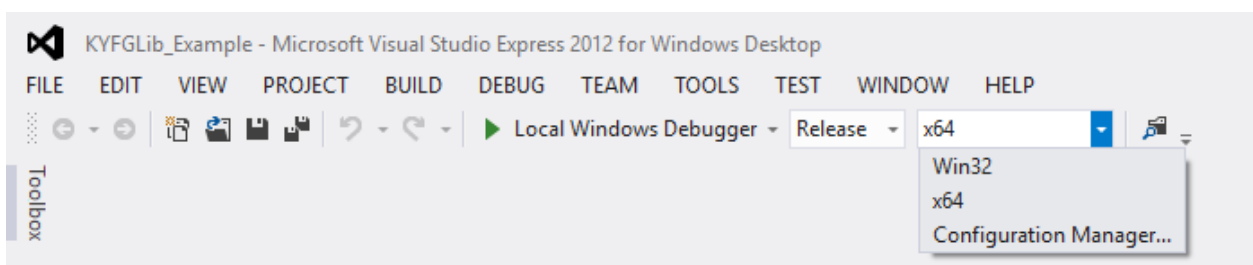 KYFGLib_Example - Microsoft Visual Studio Express 2012 for Windows Desktop
FILE EDIT VIEW PROJECT BUILD DEBUG TEAM TOOLS TEST WINDOW HELP
Local Windows Debugger Release x64
Win32
x64
Configuration Manager...
Toolbox